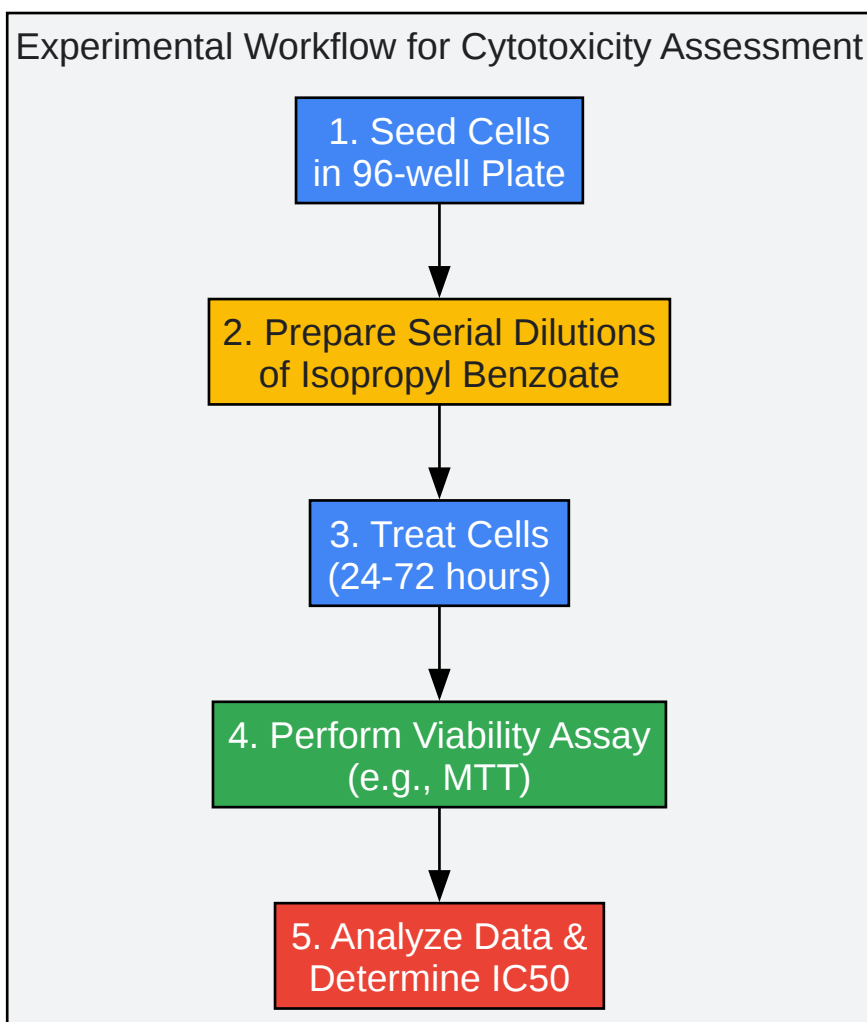 Experimental Workflow for Cytotoxicity Assessment
1. Seed Cells
in 96-well Plate
2. Prepare Serial Dilutions
of Isopropyl Benzoate
3. Treat Cells
(24-72 hours)
4. Perform Viability Assay
(e.g., MTT)
5. Analyze Data &
Determine IC50